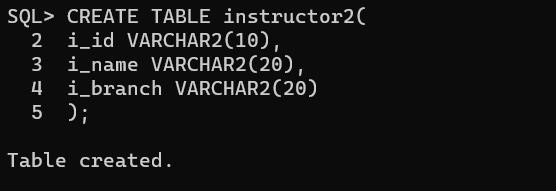 SQL> CREATE TABLE instructor2(
  2  i_id VARCHAR2(10),
  3  i_name VARCHAR2(20),
  4  i_branch VARCHAR2(20)
  5  );
Table created.